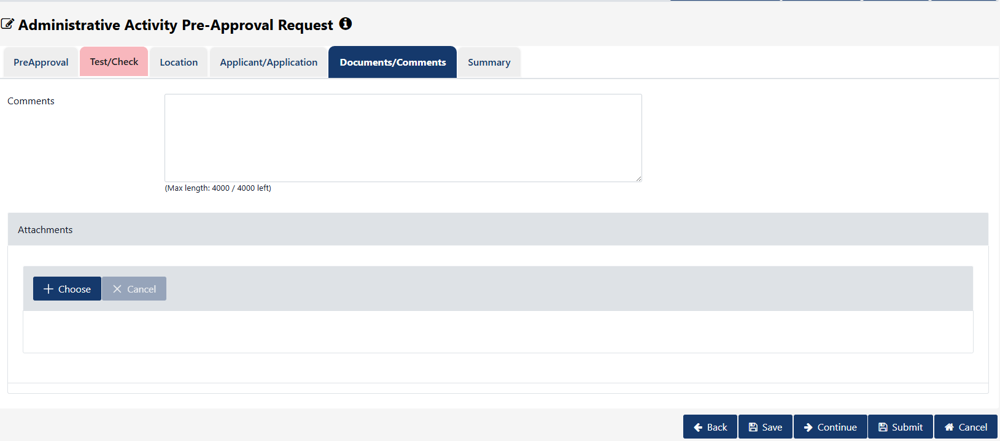 Administrative Activity Pre-Approval Request
PreApproval Test/Check Location Applicant/Application Documents/Comments Summary
Comments
(Max length: 4000 / 4000 left)
Attachments
Choose Cancel
Back Save Continue Submit Cancel